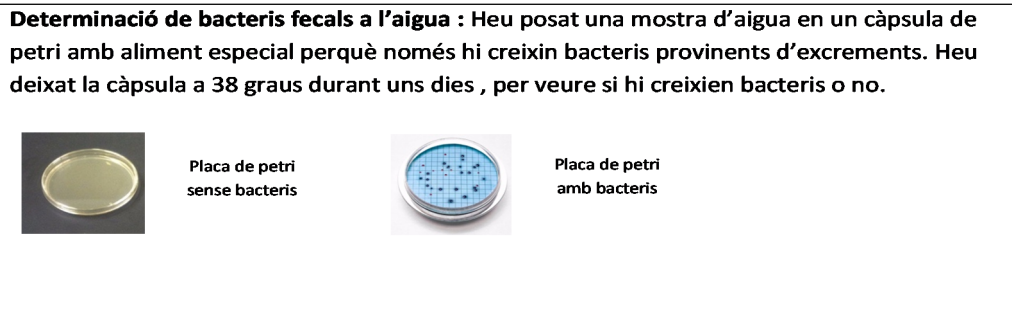 Determinació de bacteris fecals a l’aigua : Heu posat una mostra d’aigua en un càpsula de
petri amb aliment especial perquè només hi creixin bacteris provinents d’excrements. Heu
deixat la càpsula a 38 graus durant uns dies , per veure si hi creixien bacteris o no.
Placa de petri
sense bacteris
Placa de petri
amb bacteris